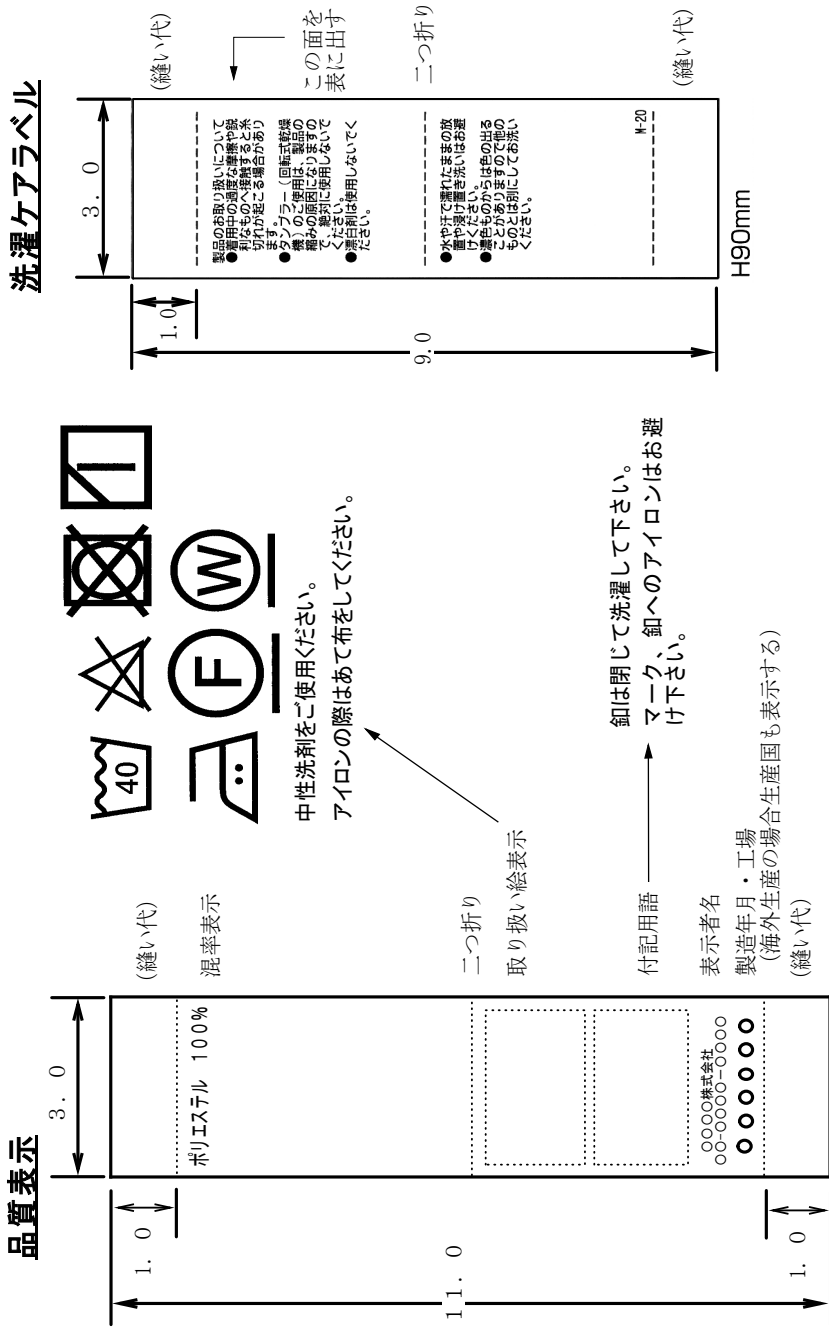 品質表示
3．0
1．0
11．0
1．0
ポリエステル　100%
○○○○株式会社
○○-○○○○-○○○○
○○○○○○
(縫い代)
混率表示
二つ折り
取り扱い絵表示
付記用語
表示者名
製造年月・工場
(海外生産の場合生産国も表示する)
(縫い代)
40
F
W
中性洗剤をご使用ください。
アイロンの際はあて布をしてください。
釦は閉じて洗濯して下さい。
マーク、釦へのアイロンはお避
け下さい。
洗濯ケアラベル
3．0
1.0
9.0
製品のお取り扱いについて
●着用中の過度な摩擦や鋭
利なものへ接触すると糸
切れが起こる場合があり
ます。
●タンブラー（回転式乾燥
機）のご使用は、製品の
縮みの原因になりますの
で、絶対に使用しないで
ください。
●漂白剤は使用しないでく
ださい。
●水や汗で濡れたままの放
置や浸け置き洗いはお避
けください。
●濃色ものからは色の出る
ことがありますので他の
ものとは別にしてお洗い
ください。
M-20
H90mm
(縫い代)
この面を
表に出す
二つ折り
(縫い代)